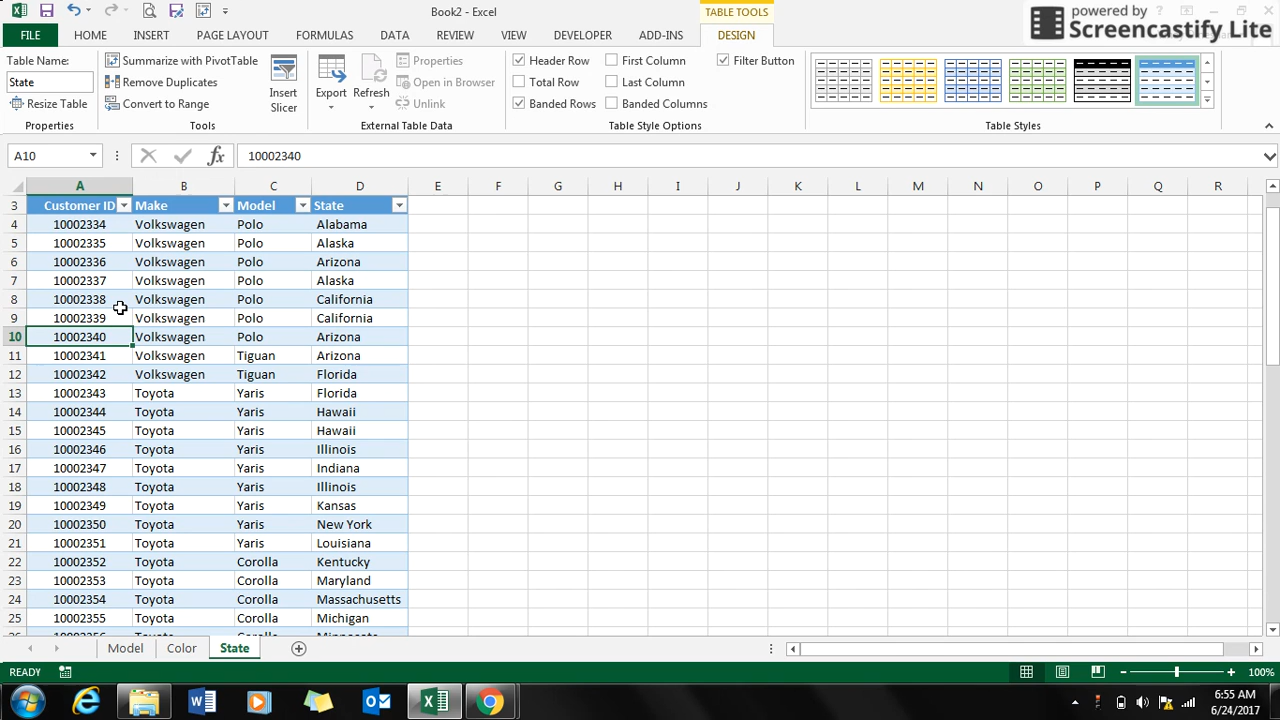 Book2 - Excel
TABLE TOOLS
powered by
Screencastify Lite
FILE HOME INSERT PAGE LAYOUT FORMULAS DATA REVIEW VIEW DEVELOPER ADD-INS DESIGN
Table Name:
State
Resize Table
Properties
Summarize with PivotTable
Remove Duplicates
Convert to Range
Tools
Insert
Slicer
Export
Refresh
Properties
Open in Browser
Unlink
External Table Data
Header Row First Column Filter Button
Total Row Last Column
Banded Rows Banded Columns
Table Style Options
Table Styles
A10 fx 10002340
A B C D E F G H I J K L M N O P Q R
3 Customer ID Make Model State
4 10002334 Volkswagen Polo Alabama
5 10002335 Volkswagen Polo Alaska
6 10002336 Volkswagen Polo Arizona
7 10002337 Volkswagen Polo Alaska
8 10002338 Volkswagen Polo California
9 10002339 Volkswagen Polo California
10 10002340 Volkswagen Polo Arizona
11 10002341 Volkswagen Tiguan Arizona
12 10002342 Volkswagen Tiguan Florida
13 10002343 Toyota Yaris Florida
14 10002344 Toyota Yaris Hawaii
15 10002345 Toyota Yaris Hawaii
16 10002346 Toyota Yaris Illinois
17 10002347 Toyota Yaris Indiana
18 10002348 Toyota Yaris Illinois
19 10002349 Toyota Yaris Kansas
20 10002350 Toyota Yaris New York
21 10002351 Toyota Yaris Louisiana
22 10002352 Toyota Corolla Kentucky
23 10002353 Toyota Corolla Maryland
24 10002354 Toyota Corolla Massachusetts
25 10002355 Toyota Corolla Michigan
Model Color State
READY 100%
6:55 AM
6/24/2017